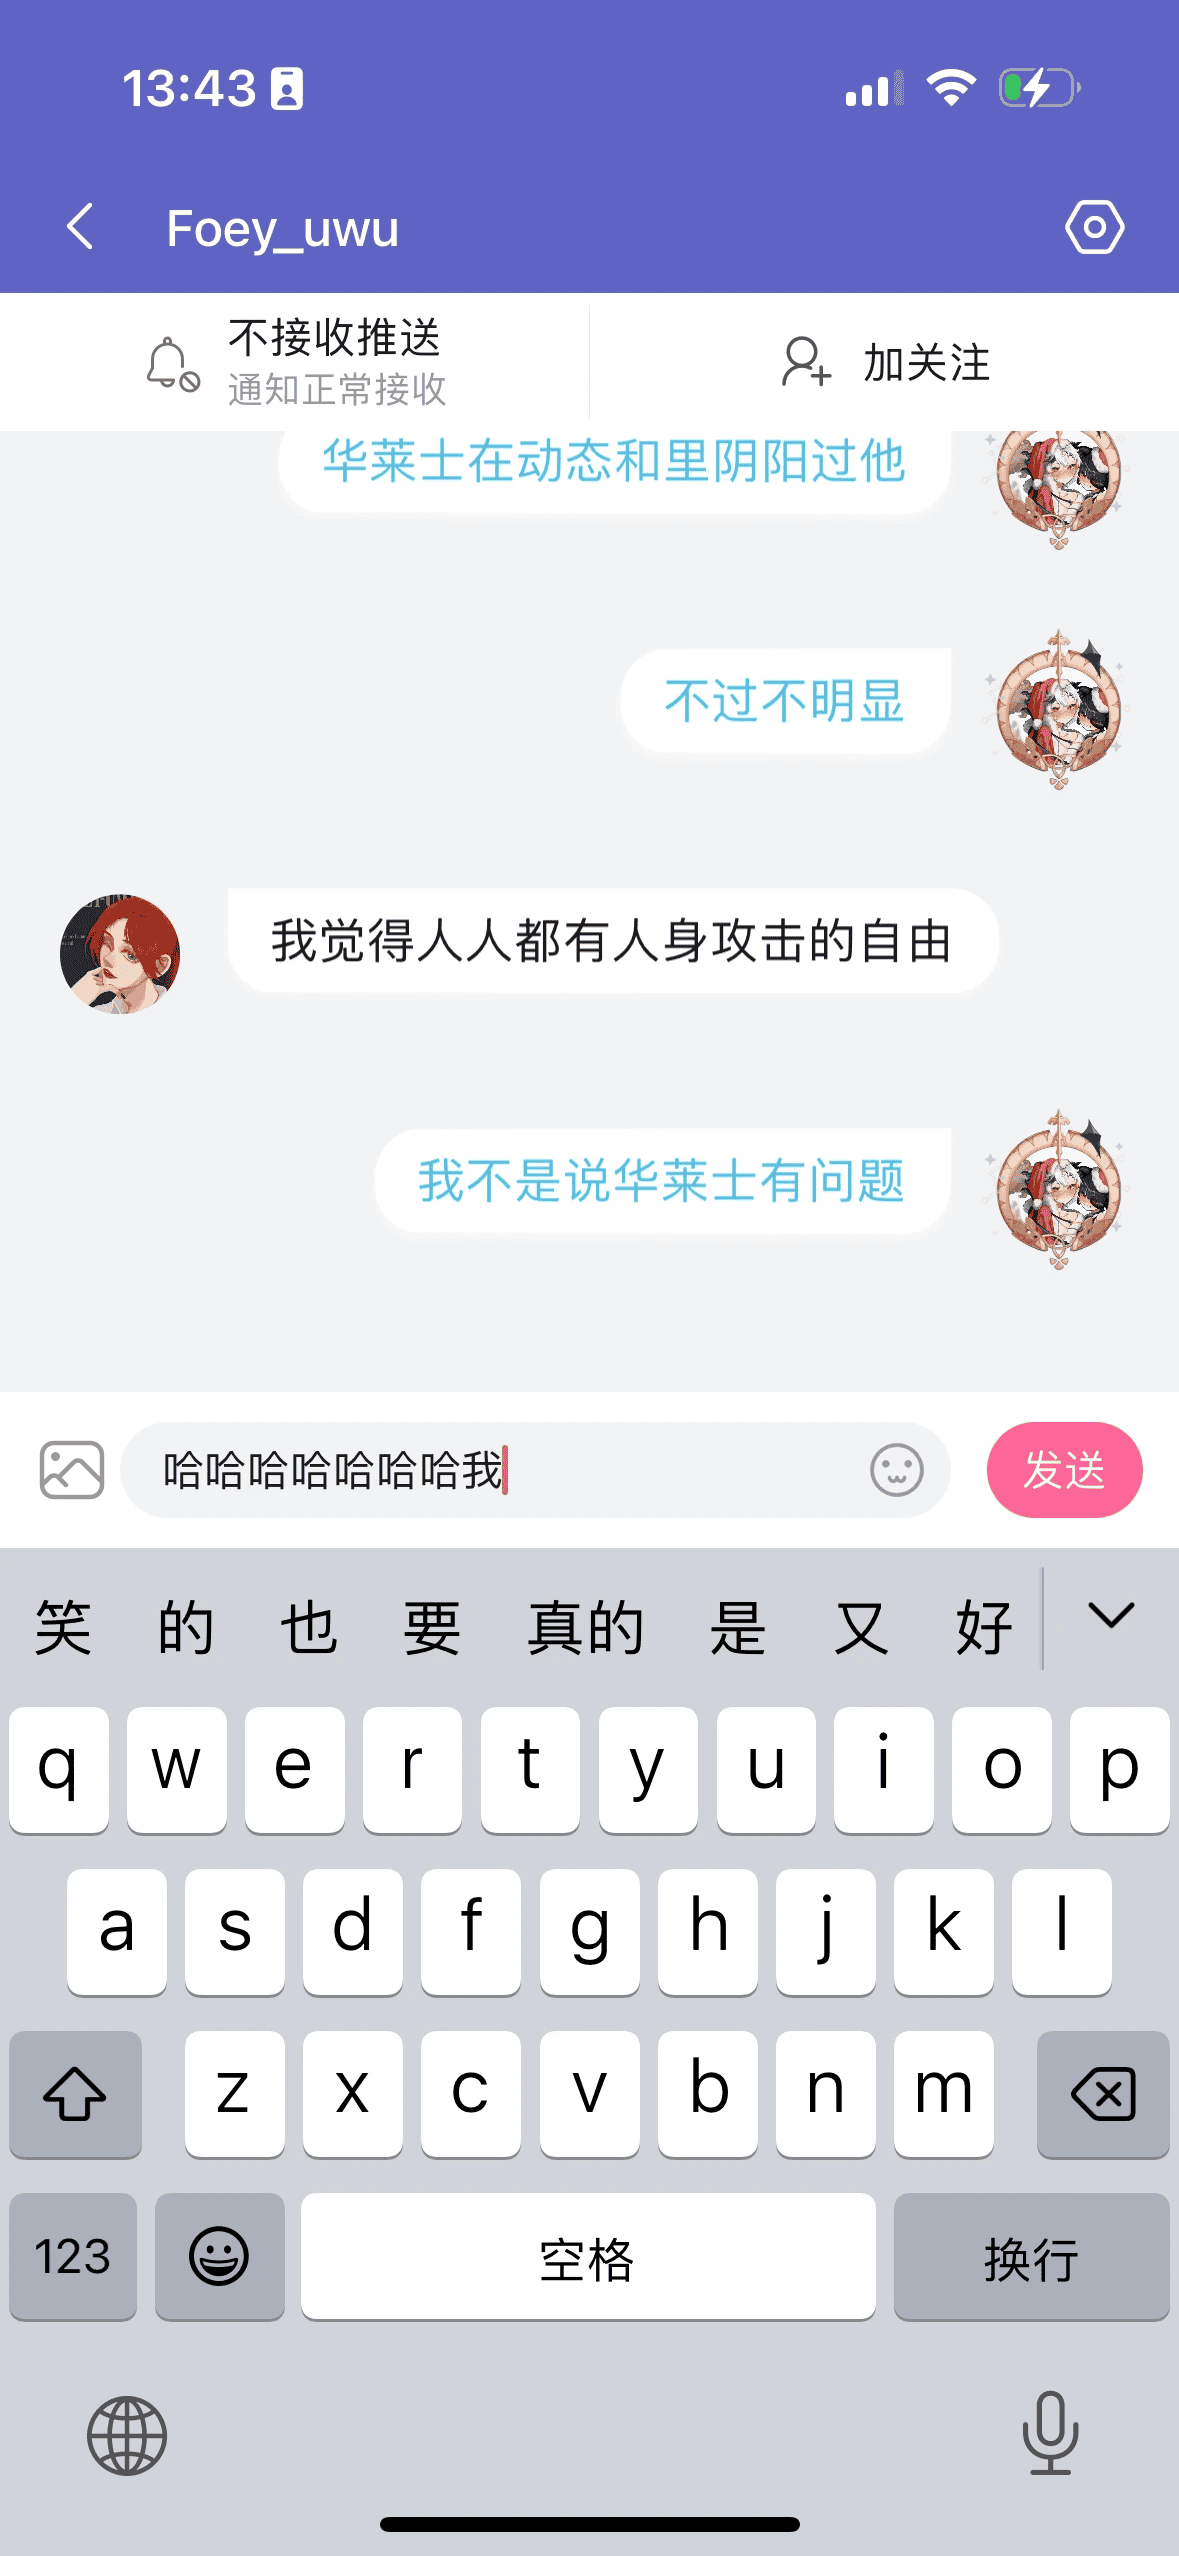 13:43
Foey_uwu
不接收推送
通知正常接收
加关注
华莱士在动态和里阴阳过他
不过不明显
我觉得人人都有人身攻击的自由
我不是说华莱士有问题
哈哈哈哈哈哈哈我
发送
笑 的 也 要 真的 是 又 好
q w e r t y u i o p
a s d f g h j k l
z x c v b n m
123 空格 换行